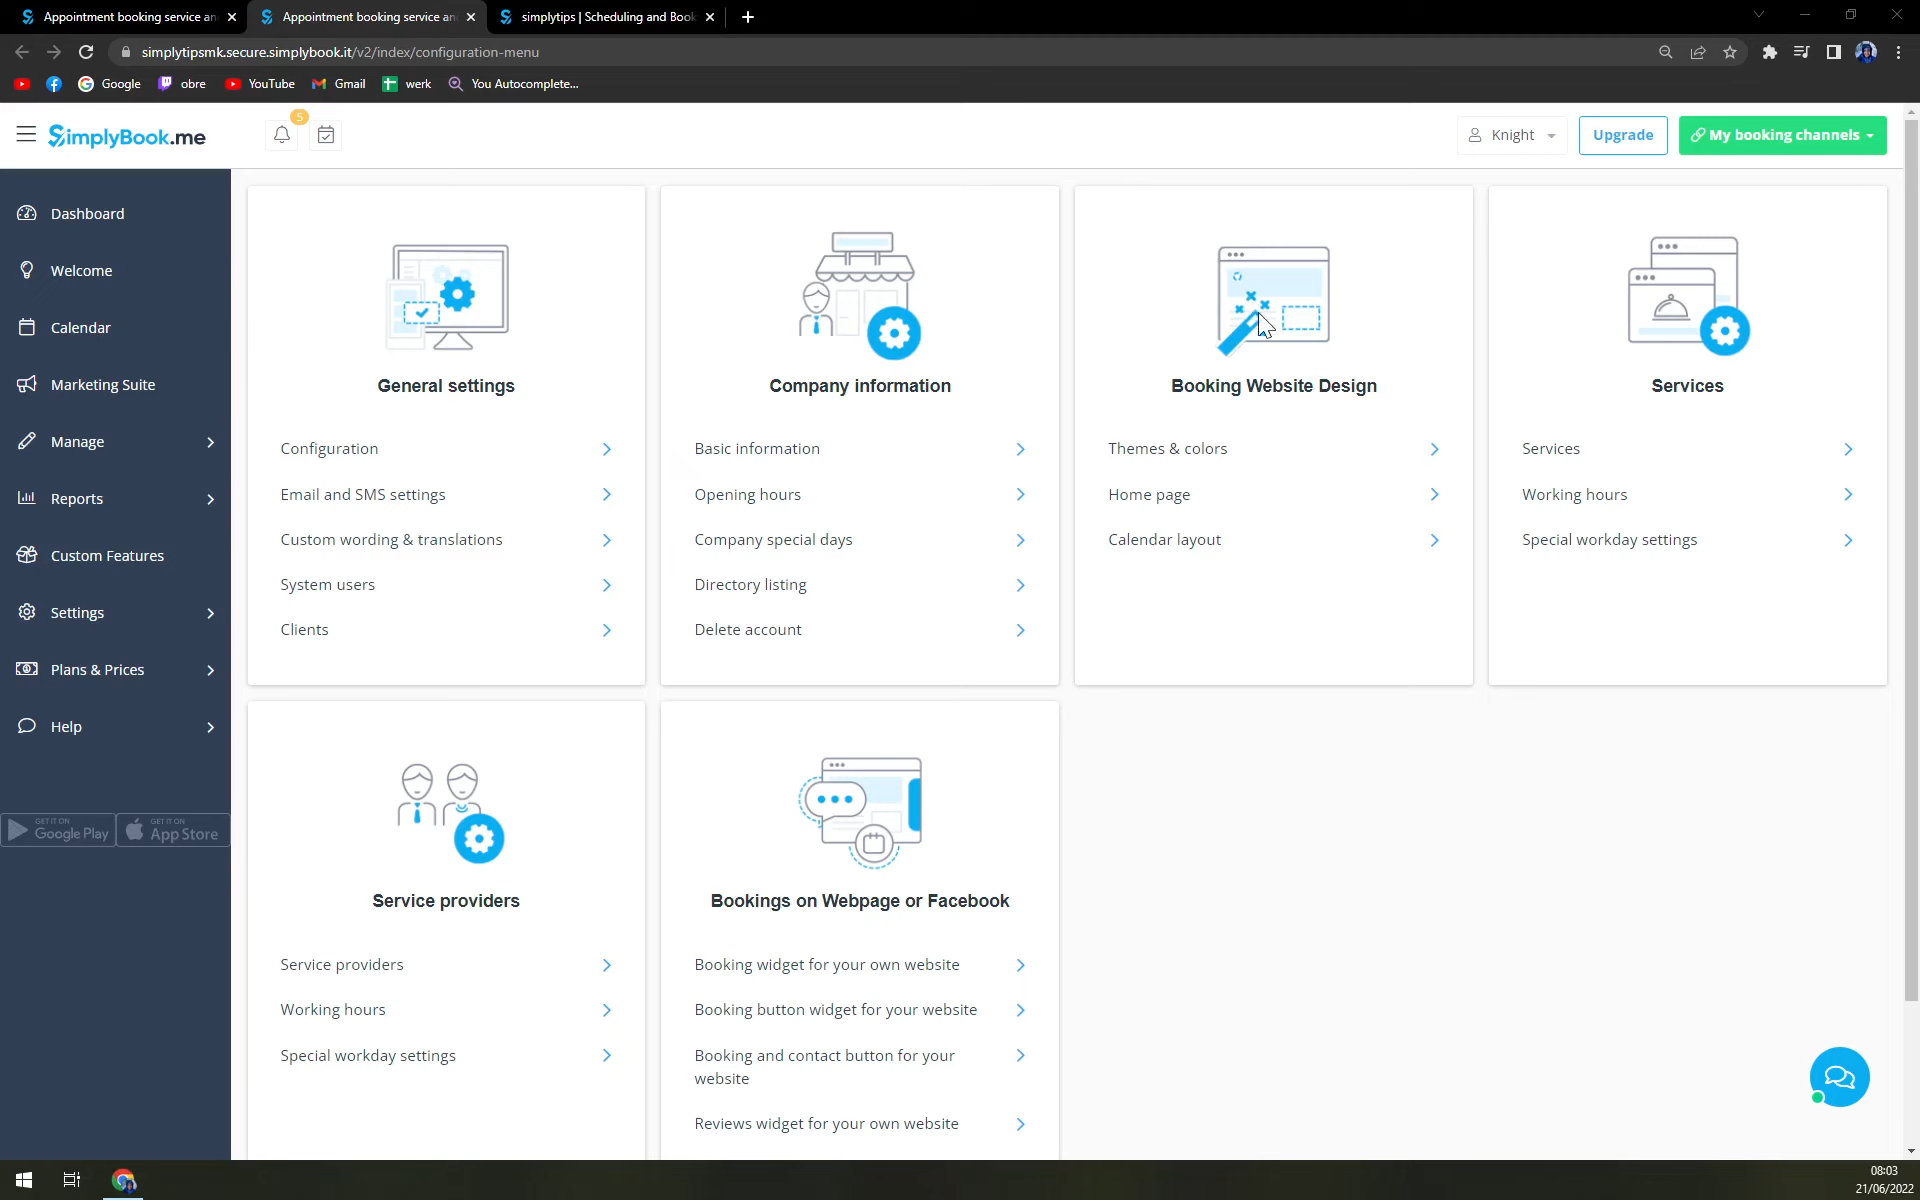 Appointment booking service an
Appointment booking service an
simplytips | Scheduling and Book
simplytipsmk.secure.simplybook.it/v2/index/configuration-menu
Google
obre
YouTube
Gmail
werk
You Autocomplete...
SimplyBook.me
5
Knight
Upgrade
My booking channels
Dashboard
Welcome
Calendar
Marketing Suite
Manage
Reports
Custom Features
Settings
Plans & Prices
Help
GET IT ON
Google Play
GET IT ON
App Store
General settings
Configuration
Email and SMS settings
Custom wording & translations
System users
Clients
Company information
Basic information
Opening hours
Company special days
Directory listing
Delete account
Booking Website Design
Themes & colors
Home page
Calendar layout
Services
Services
Working hours
Special workday settings
Service providers
Service providers
Working hours
Special workday settings
Bookings on Webpage or Facebook
Booking widget for your own website
Booking button widget for your website
Booking and contact button for your
website
Reviews widget for your own website
08:03
21/06/2022